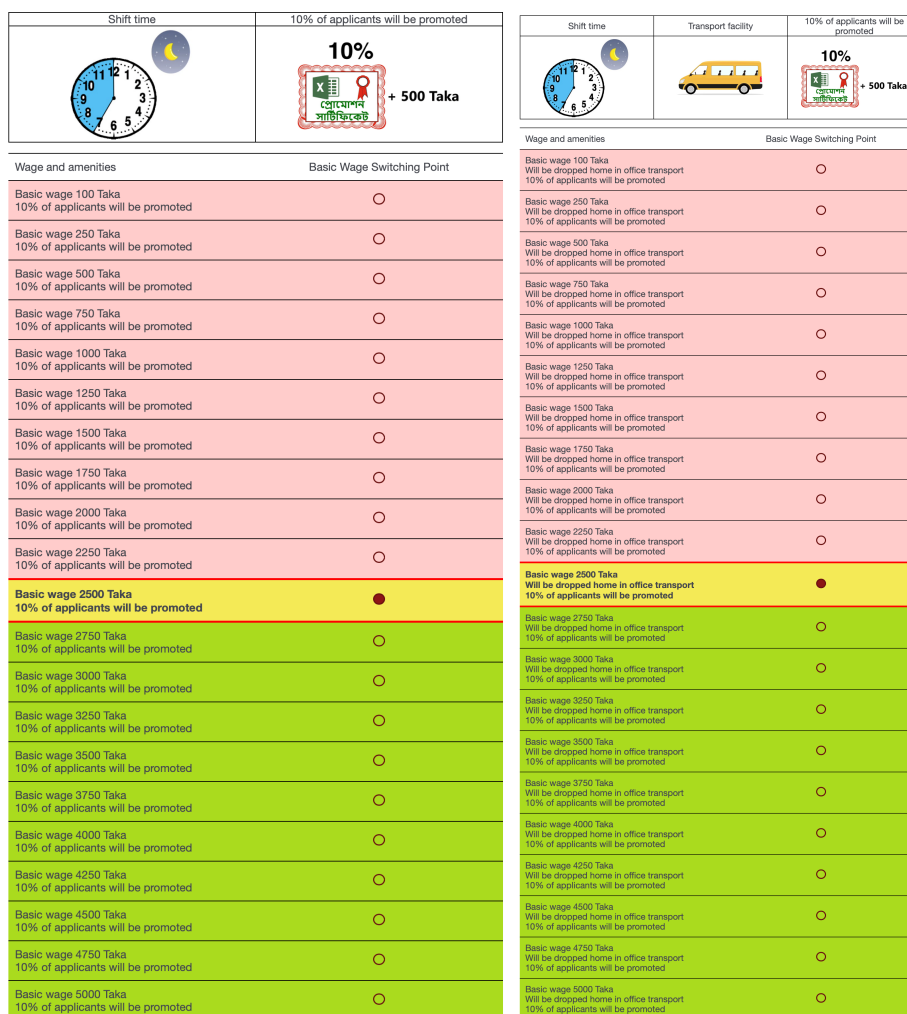 Shift time
10% of applicants will be promoted
12
1
2
3
4
5
6
7
8
9
10
11
10%
প্রোমোশন
সার্টিফিকেট
+ 500 Taka
Wage and amenities
Basic Wage Switching Point
Basic wage 100 Taka
10% of applicants will be promoted
Basic wage 250 Taka
10% of applicants will be promoted
Basic wage 500 Taka
10% of applicants will be promoted
Basic wage 750 Taka
10% of applicants will be promoted
Basic wage 1000 Taka
10% of applicants will be promoted
Basic wage 1250 Taka
10% of applicants will be promoted
Basic wage 1500 Taka
10% of applicants will be promoted
Basic wage 1750 Taka
10% of applicants will be promoted
Basic wage 2000 Taka
10% of applicants will be promoted
Basic wage 2250 Taka
10% of applicants will be promoted
Basic wage 2500 Taka
10% of applicants will be promoted
Basic wage 2750 Taka
10% of applicants will be promoted
Basic wage 3000 Taka
10% of applicants will be promoted
Basic wage 3250 Taka
10% of applicants will be promoted
Basic wage 3500 Taka
10% of applicants will be promoted
Basic wage 3750 Taka
10% of applicants will be promoted
Basic wage 4000 Taka
10% of applicants will be promoted
Basic wage 4250 Taka
10% of applicants will be promoted
Basic wage 4500 Taka
10% of applicants will be promoted
Basic wage 4750 Taka
10% of applicants will be promoted
Basic wage 5000 Taka
10% of applicants will be promoted
Shift time
Transport facility
10% of applicants will be
promoted
12
1
2
3
4
5
6
7
8
9
10
11
10%
প্রোমোশন
সার্টিফিকেট
+ 500 Taka
Wage and amenities
Basic Wage Switching Point
Basic wage 100 Taka
Will be dropped home in office transport
10% of applicants will be promoted
Basic wage 250 Taka
Will be dropped home in office transport
10% of applicants will be promoted
Basic wage 500 Taka
Will be dropped home in office transport
10% of applicants will be promoted
Basic wage 750 Taka
Will be dropped home in office transport
10% of applicants will be promoted
Basic wage 1000 Taka
Will be dropped home in office transport
10% of applicants will be promoted
Basic wage 1250 Taka
Will be dropped home in office transport
10% of applicants will be promoted
Basic wage 1500 Taka
Will be dropped home in office transport
10% of applicants will be promoted
Basic wage 1750 Taka
Will be dropped home in office transport
10% of applicants will be promoted
Basic wage 2000 Taka
Will be dropped home in office transport
10% of applicants will be promoted
Basic wage 2250 Taka
Will be dropped home in office transport
10% of applicants will be promoted
Basic wage 2500 Taka
Will be dropped home in office transport
10% of applicants will be promoted
Basic wage 2750 Taka
Will be dropped home in office transport
10% of applicants will be promoted
Basic wage 3000 Taka
Will be dropped home in office transport
10% of applicants will be promoted
Basic wage 3250 Taka
Will be dropped home in office transport
10% of applicants will be promoted
Basic wage 3500 Taka
Will be dropped home in office transport
10% of applicants will be promoted
Basic wage 3750 Taka
Will be dropped home in office transport
10% of applicants will be promoted
Basic wage 4000 Taka
Will be dropped home in office transport
10% of applicants will be promoted
Basic wage 4250 Taka
Will be dropped home in office transport
10% of applicants will be promoted
Basic wage 4500 Taka
Will be dropped home in office transport
10% of applicants will be promoted
Basic wage 4750 Taka
Will be dropped home in office transport
10% of applicants will be promoted
Basic wage 5000 Taka
Will be dropped home in office transport
10% of applicants will be promoted